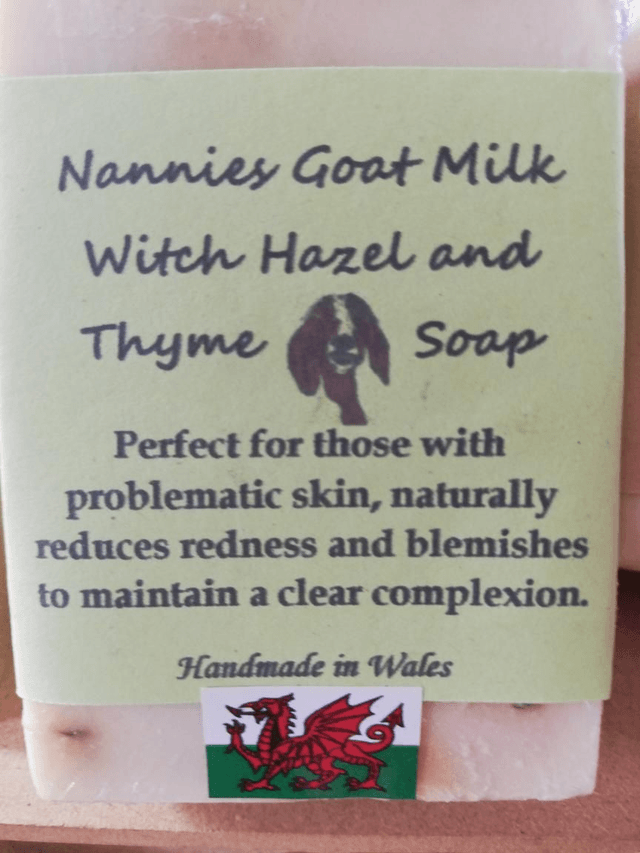 Nannies Goat Milk
Witch Hazel and
Thyme Soap
Perfect for those with
problematic skin, naturally
reduces redness and blemishes
to maintain a clear complexion.
Handmade in Wales